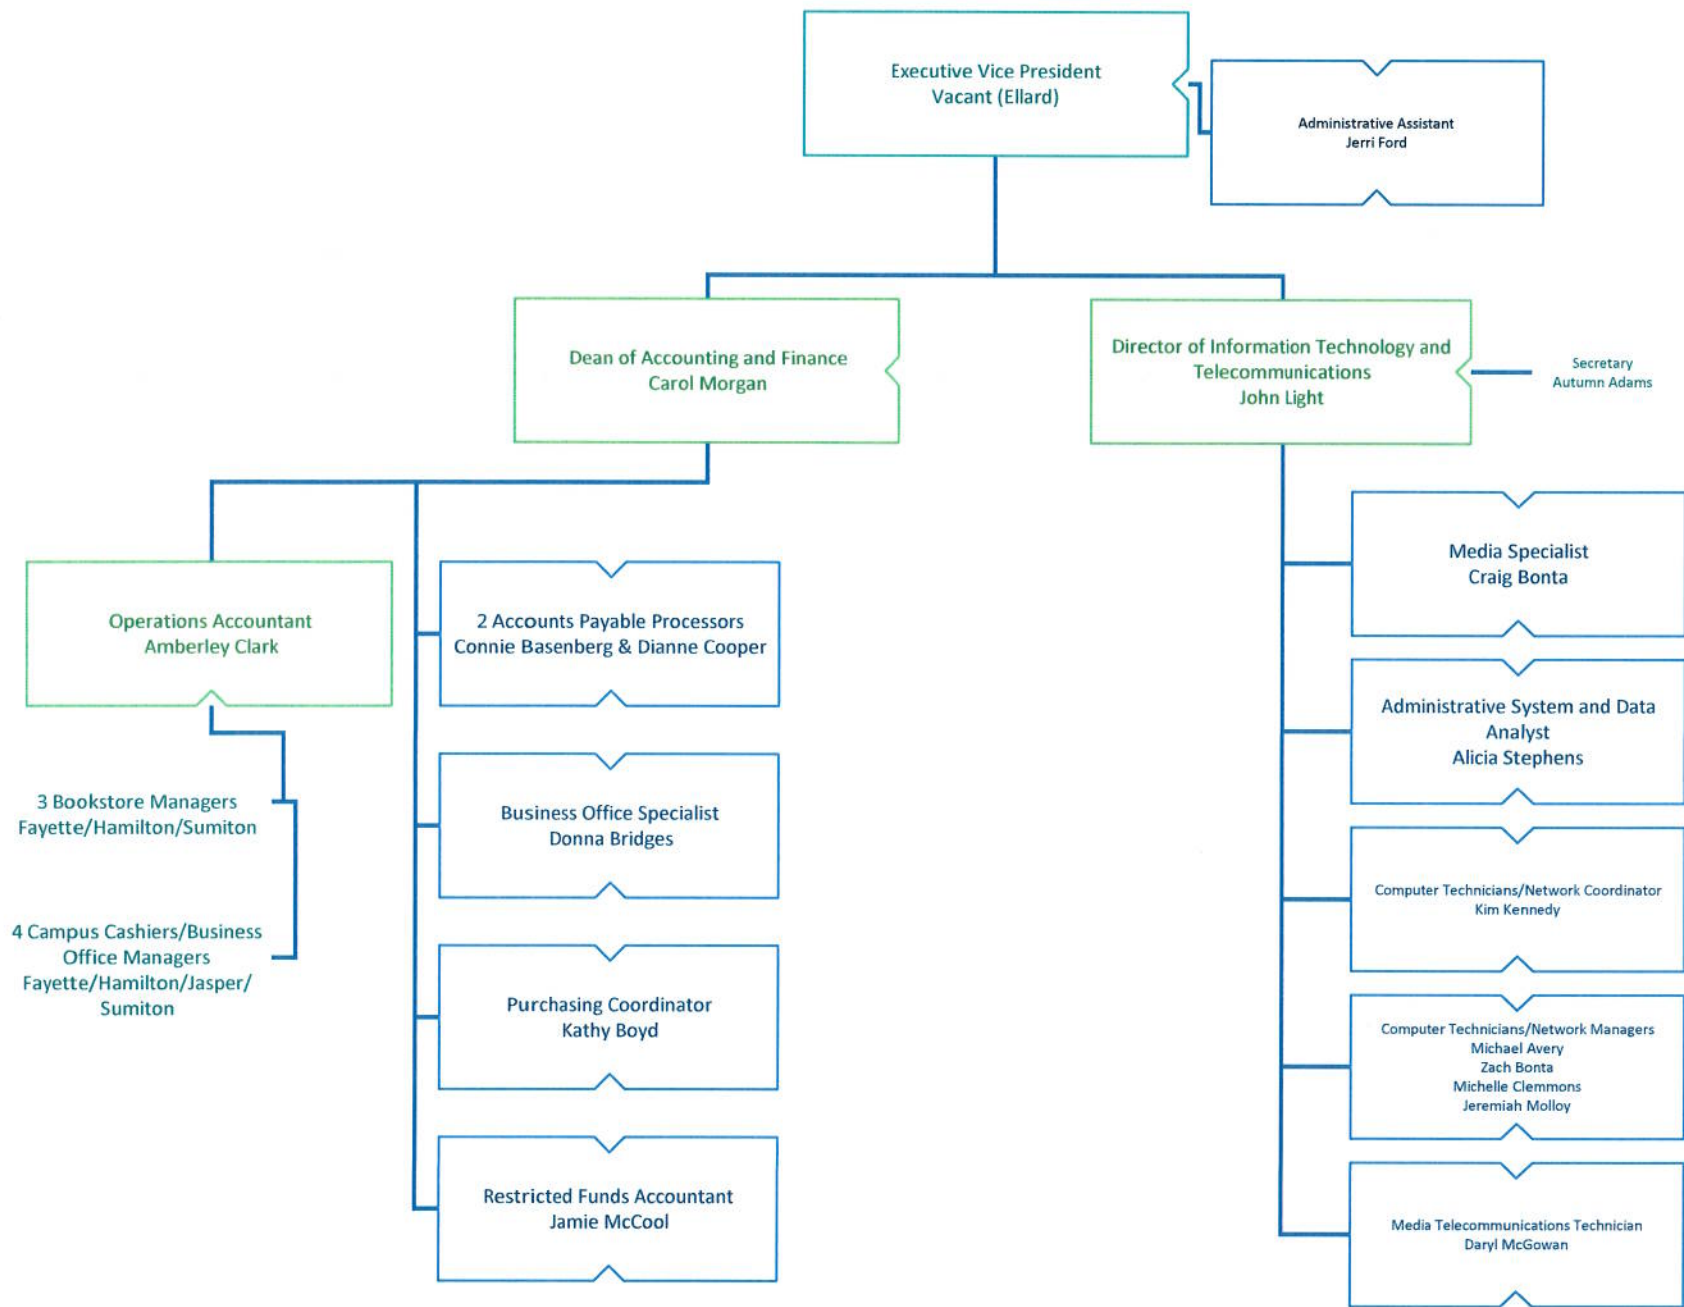 Executive Vice President
Vacant (Ellard)
Administrative Assistant
Jerri Ford
Dean of Accounting and Finance
Carol Morgan
Director of Information Technology and
Telecommunications
John Light
Secretary
Autumn Adams
Operations Accountant
Amberley Clark
3 Bookstore Managers
Fayette/Hamilton/Sumiton
4 Campus Cashiers/Business
Office Managers
Fayette/Hamilton/Jasper/
Sumiton
2 Accounts Payable Processors
Connie Basenberg & Dianne Cooper
Business Office Specialist
Donna Bridges
Purchasing Coordinator
Kathy Boyd
Restricted Funds Accountant
Jamie McCool
Media Specialist
Craig Bonta
Administrative System and Data
Analyst
Alicia Stephens
Computer Technicians/Network Coordinator
Kim Kennedy
Computer Technicians/Network Managers
Michael Avery
Zach Bonta
Michelle Clemmons
Jeremiah Molloy
Media Telecommunications Technician
Daryl McGowan